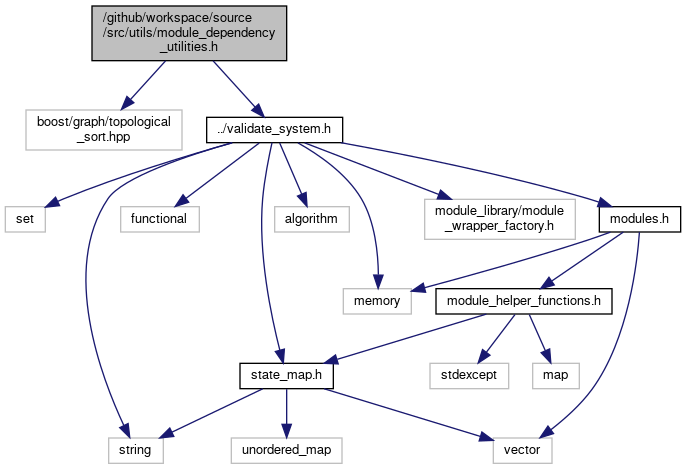 /github/workspace/source
/src/utils/module_dependency
_utilities.h
boost/graph/topological
_sort.hpp
../validate_system.h
set
functional
algorithm
module_library/module
_wrapper_factory.h
modules.h
memory
module_helper_functions.h
state_map.h
stdexcept
map
string
unordered_map
vector